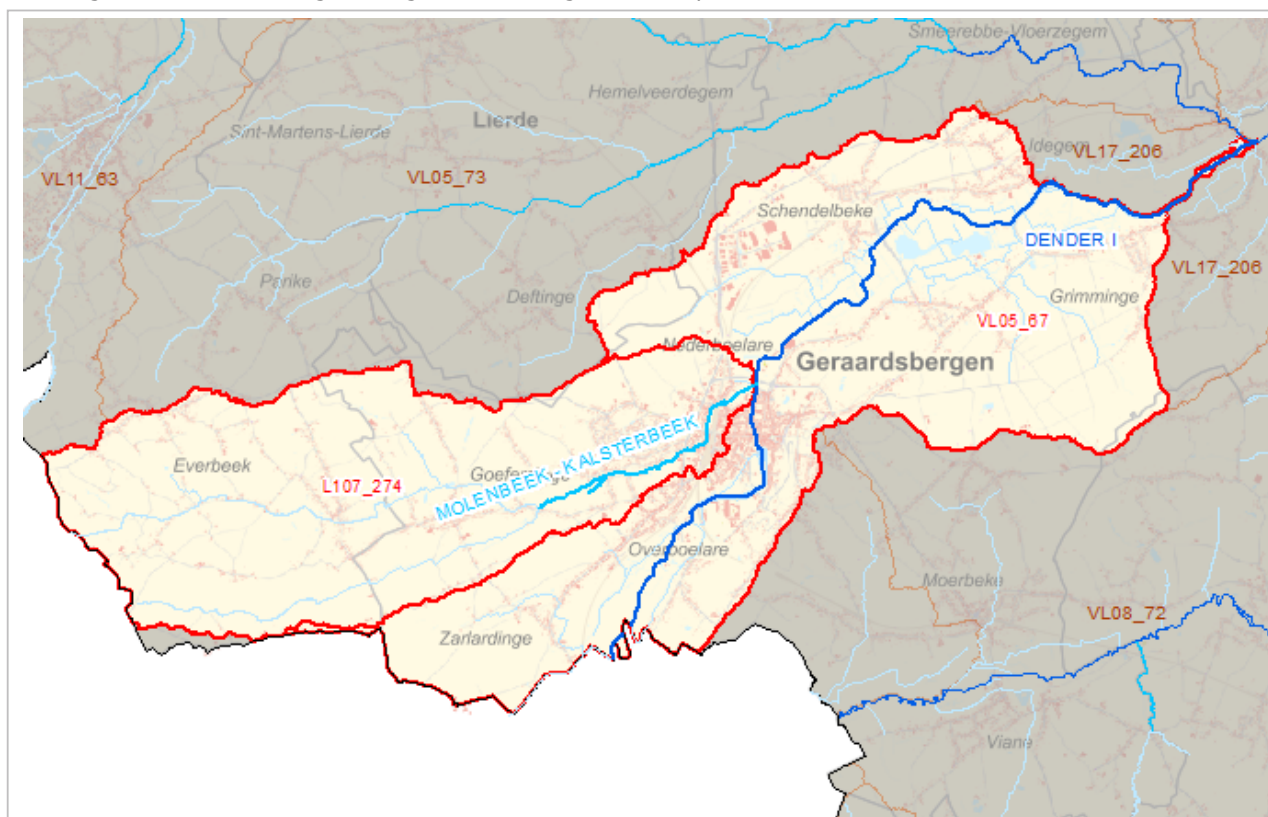 Smeerebbe-Vloerzegem
Hemelveerdegem
Lierde
Sint-Martens-Lierde
Idegem
VL17_206
VL11_63
VL05_73
Schendelbeke
DENDER I
VL17_206
Parike
Deftinge
Grimminge
VL05_67
Nederboelare
Geraardsbergen
MOLENBEEK - KALSTERBEEK
Everbeek
L107_274
Overboelare
Moerbeke
Zarlardinge
VL08_72
Viane